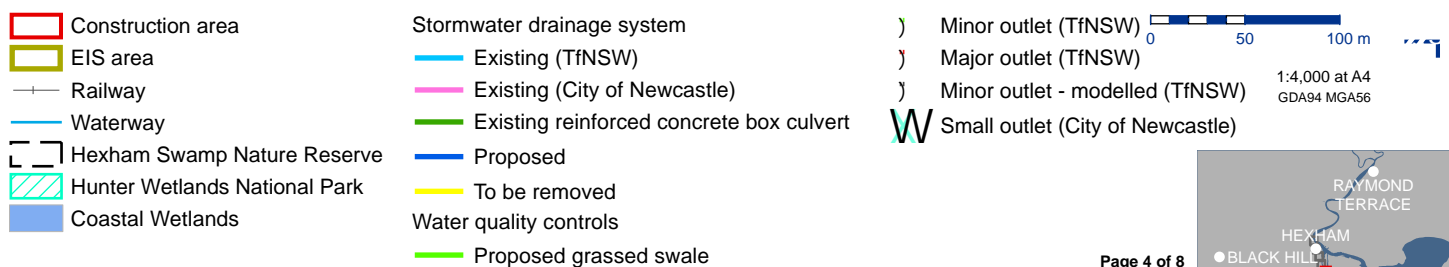 Construction area
EIS area
Railway
Waterway
Hexham Swamp Nature Reserve
Hunter Wetlands National Park
Coastal Wetlands
Stormwater drainage system
Existing (TfNSW)
Existing (City of Newcastle)
Existing reinforced concrete box culvert
Proposed
To be removed
Water quality controls
Proposed grassed swale
Minor outlet (TfNSW)
Major outlet (TfNSW)
Minor outlet - modelled (TfNSW)
Small outlet (City of Newcastle)
0 50 100 m
1:4,000 at A4
GDA94 MGA56
Page 4 of 8
RAYMOND
TERRACE
HEXHAM
BLACK HILL